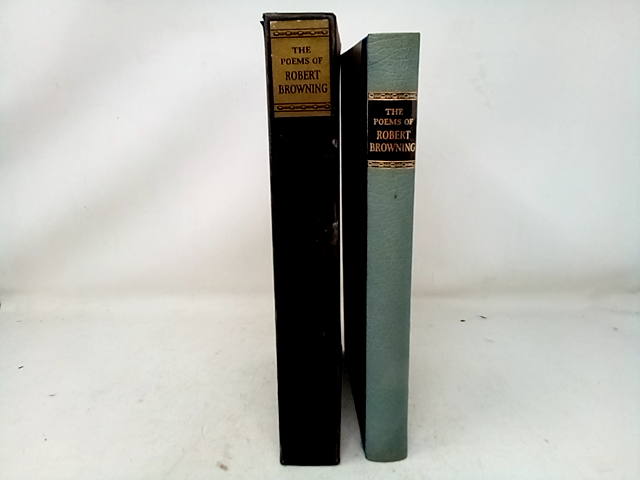 THE
POEMS OF
ROBERT
BROWNING
THE
POEMS OF
ROBERT
BROWNING